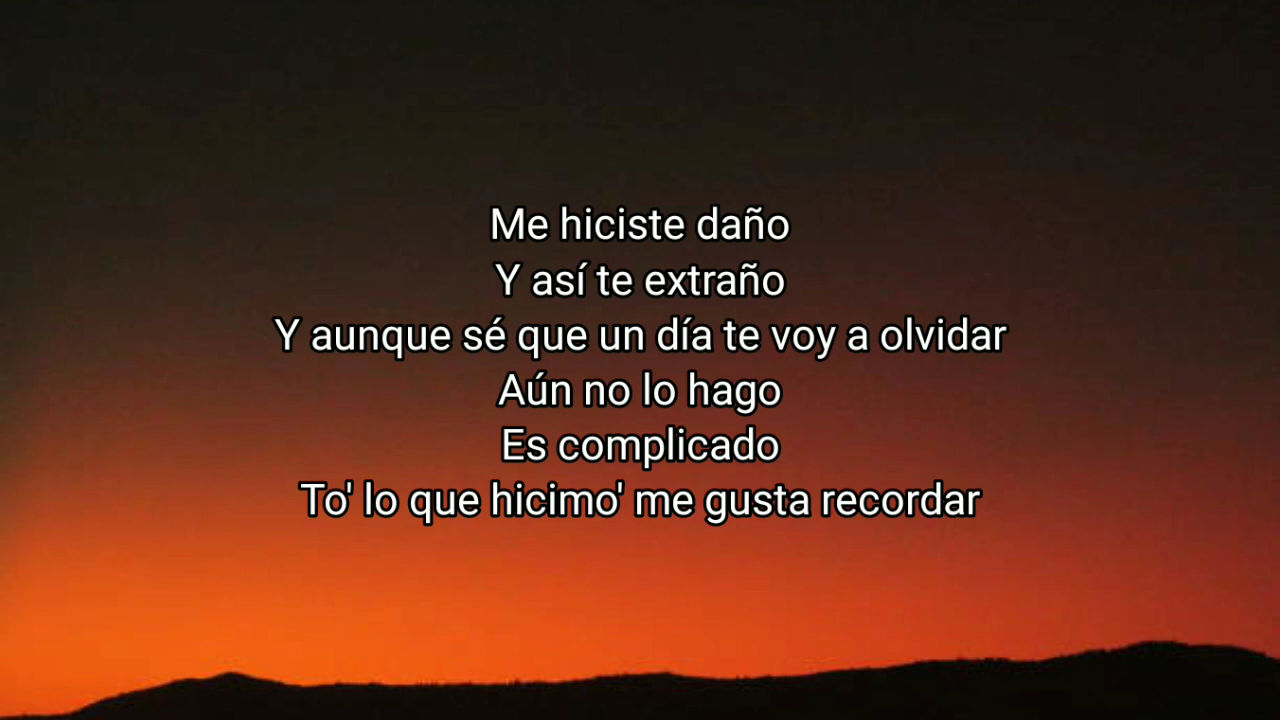 Me hiciste daño
Y así te extraño
Y aunque sé que un día te voy a olvidar
Aún no lo hago
Es complicado
To' lo que hicimo' me gusta recordar